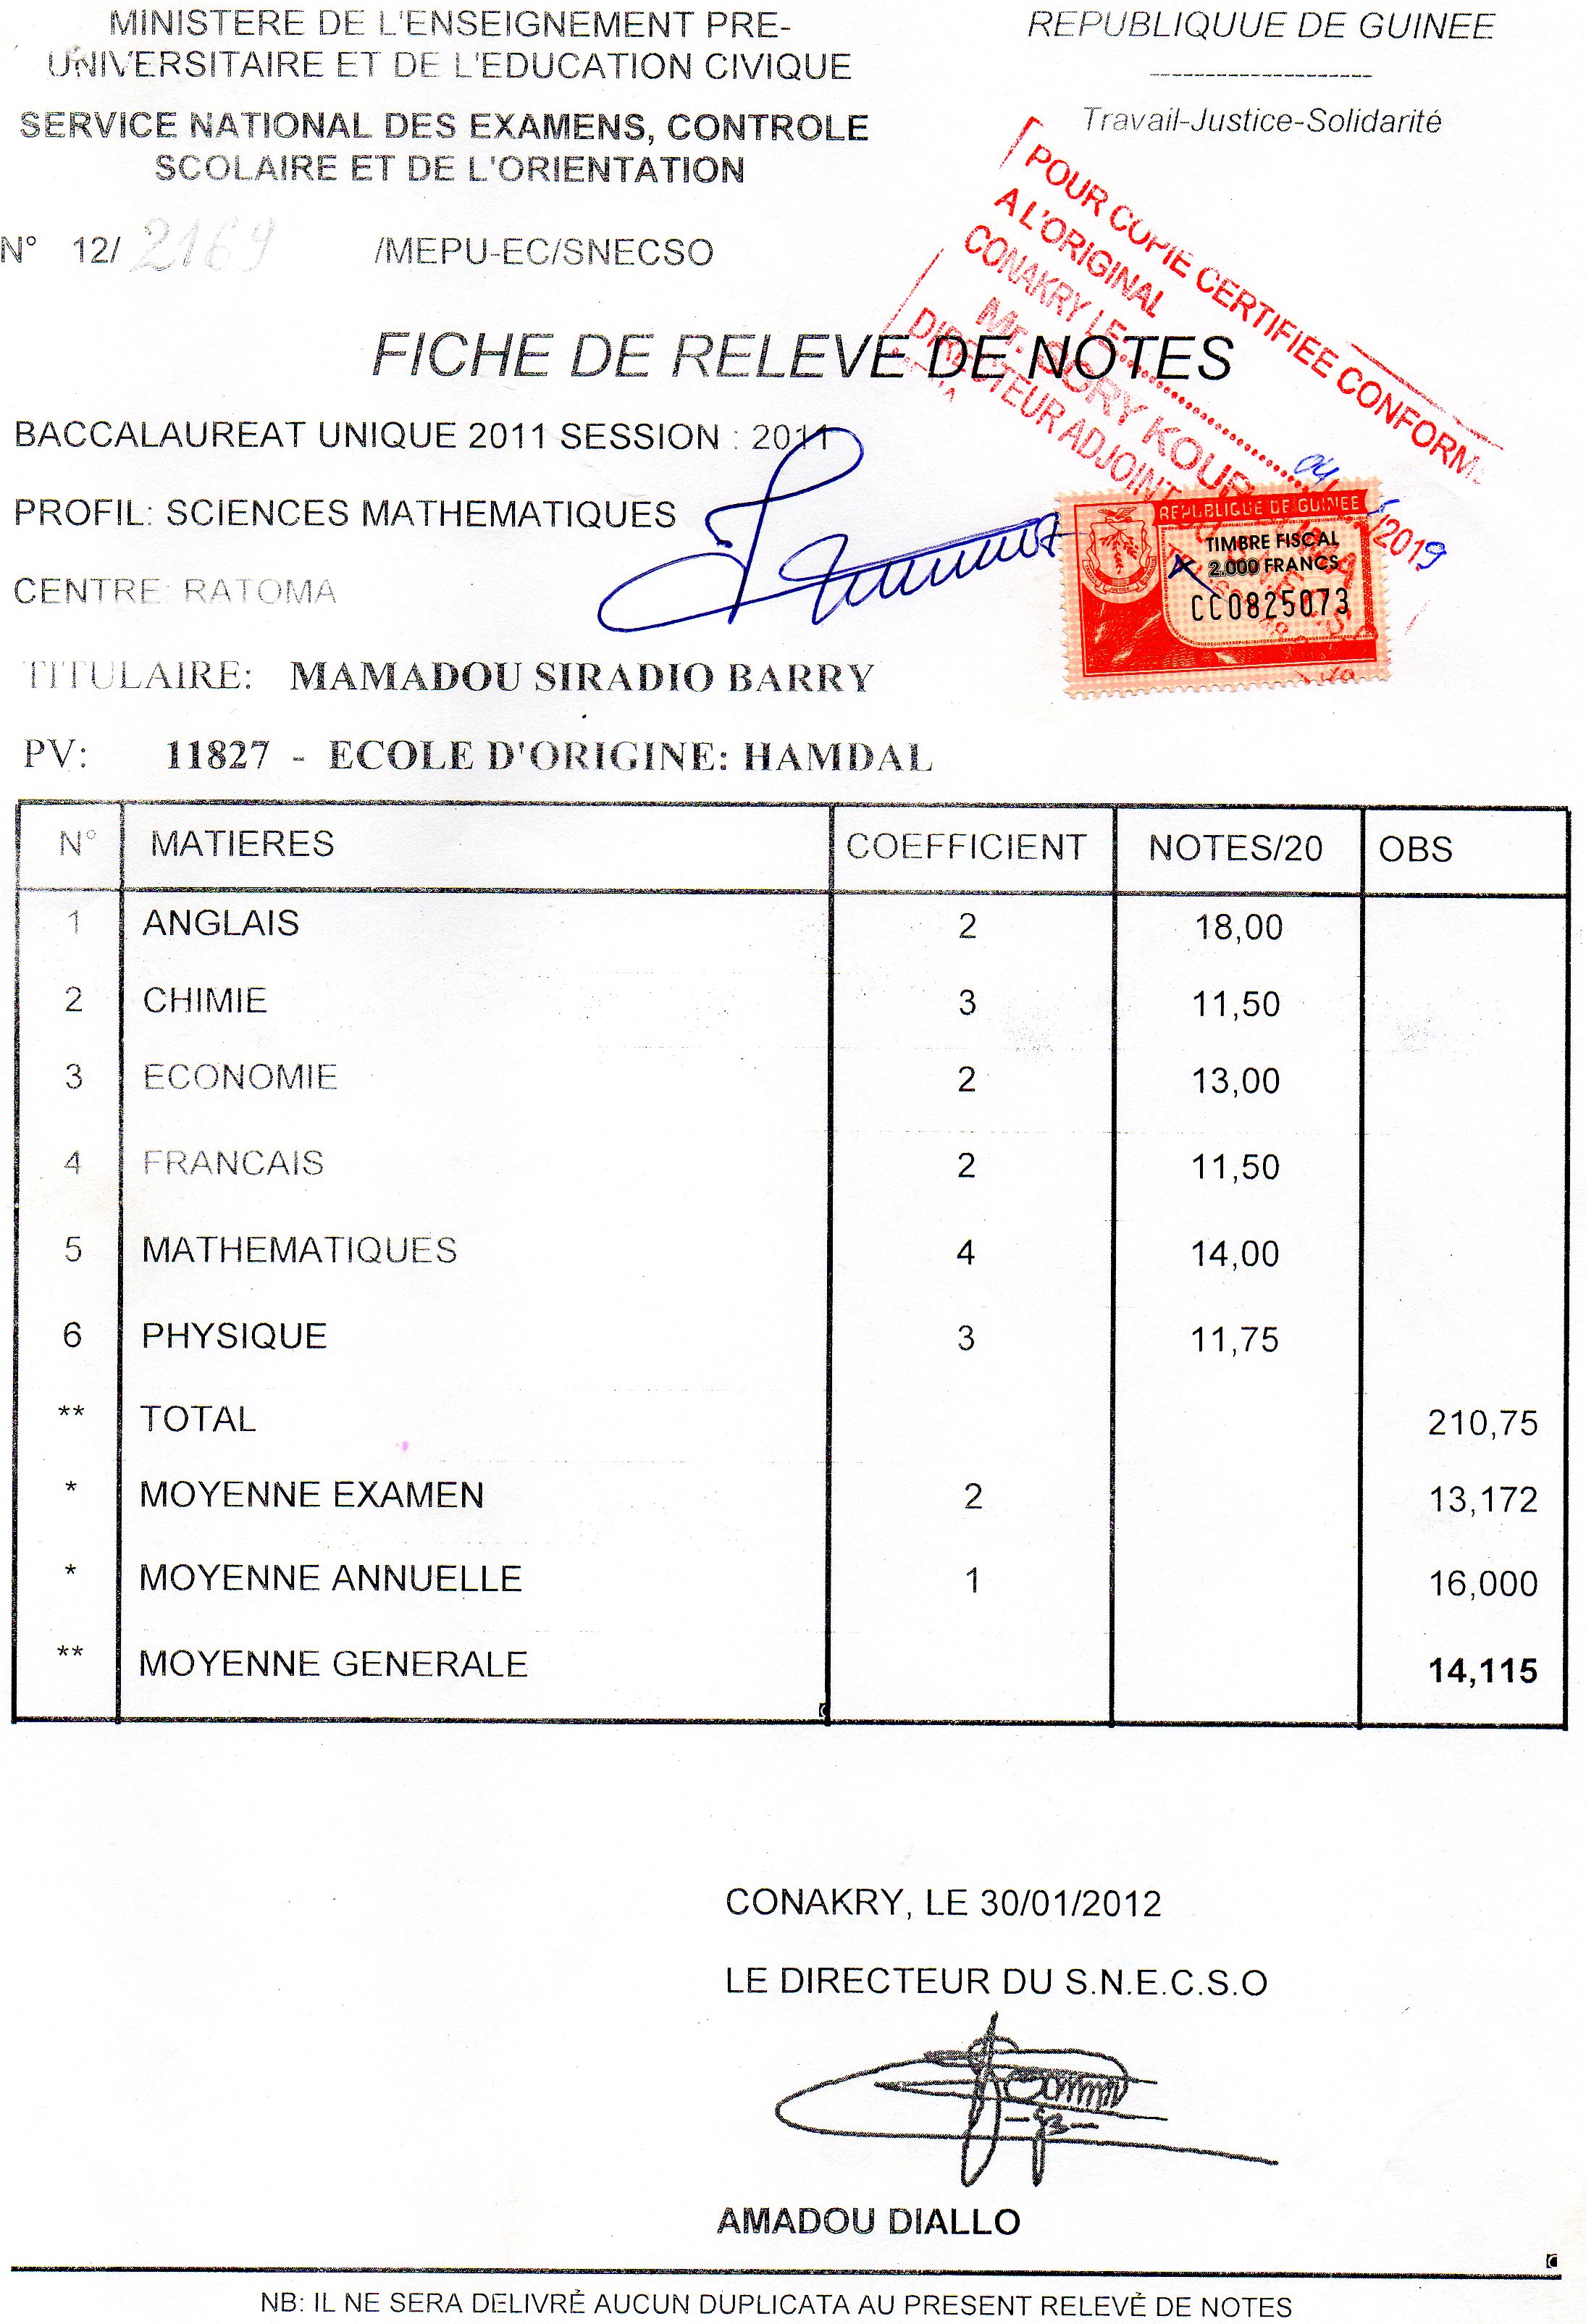 MINISTERE DE L'ENSEIGNEMENT PRE-
UNIVERSITAIRE ET DE L'EDUCATION CIVIQUE
SERVICE NATIONAL DES EXAMENS, CONTROLE
SCOLAIRE ET DE L'ORIENTATION
N° 12/ 2169 /MEPU-EC/SNECSO
REPUBLIQUUE DE GUINEE
--------------------
Travail-Justice-Solidarité
POUR COPIE CERTIFIEE CONFORME
A L'ORIGINAL
CONAKRY LE 04 /2019
Mr. SORY
DIRECTEUR ADJOINT
FICHE DE RELEVE DE NOTES
BACCALAUREAT UNIQUE 2011 SESSION : 2011
PROFIL: SCIENCES MATHEMATIQUES
CENTRE: RATOMA
REPUBLIQUE DE GUINEE
TIMBRE FISCAL
2.000 FRANCS
CC0825073
TITULAIRE: MAMADOU SIRADIO BARRY
PV: 11827 - ECOLE D'ORIGINE: HAMDAL
N° MATIERES COEFFICIENT NOTES/20 OBS
1 ANGLAIS 2 18,00
2 CHIMIE 3 11,50
3 ECONOMIE 2 13,00
4 FRANCAIS 2 11,50
5 MATHEMATIQUES 4 14,00
6 PHYSIQUE 3 11,75
** TOTAL 210,75
* MOYENNE EXAMEN 2 13,172
* MOYENNE ANNUELLE 1 16,000
** MOYENNE GENERALE 14,115
CONAKRY, LE 30/01/2012
LE DIRECTEUR DU S.N.E.C.S.O
AMADOU DIALLO
NB: IL NE SERA DELIVRÉ AUCUN DUPLICATA AU PRESENT RELEVÉ DE NOTES